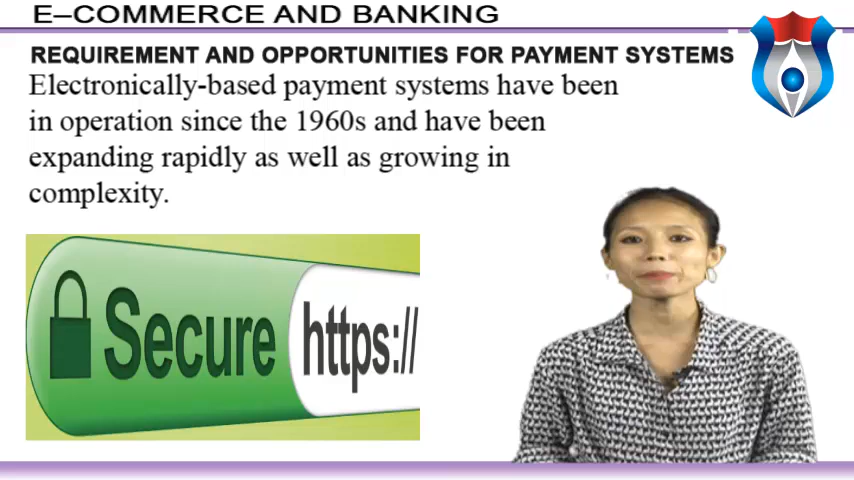 E–COMMERCE AND BANKING
REQUIREMENT AND OPPORTUNITIES FOR PAYMENT SYSTEMS
Electronically-based payment systems have been
in operation since the 1960s and have been
expanding rapidly as well as growing in
complexity.
Secure https://